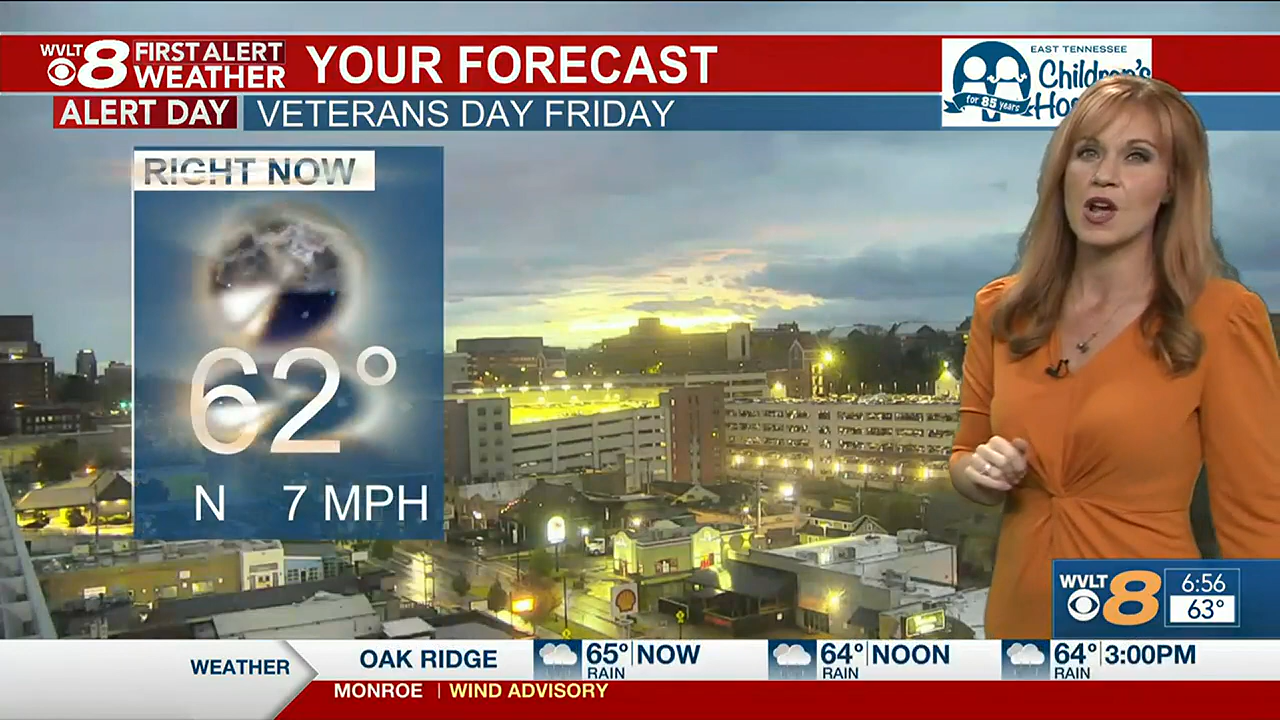 WVLT
8
FIRST ALERT
WEATHER
YOUR FORECAST
ALERT DAY
VETERANS DAY FRIDAY
EAST TENNESSEE
Children's
for 85 years
RIGHT NOW
62°
N 7 MPH
WVLT
8
6:56
63°
WEATHER
OAK RIDGE
65° NOW
RAIN
64° NOON
RAIN
64° 3:00PM
RAIN
MONROE | WIND ADVISORY